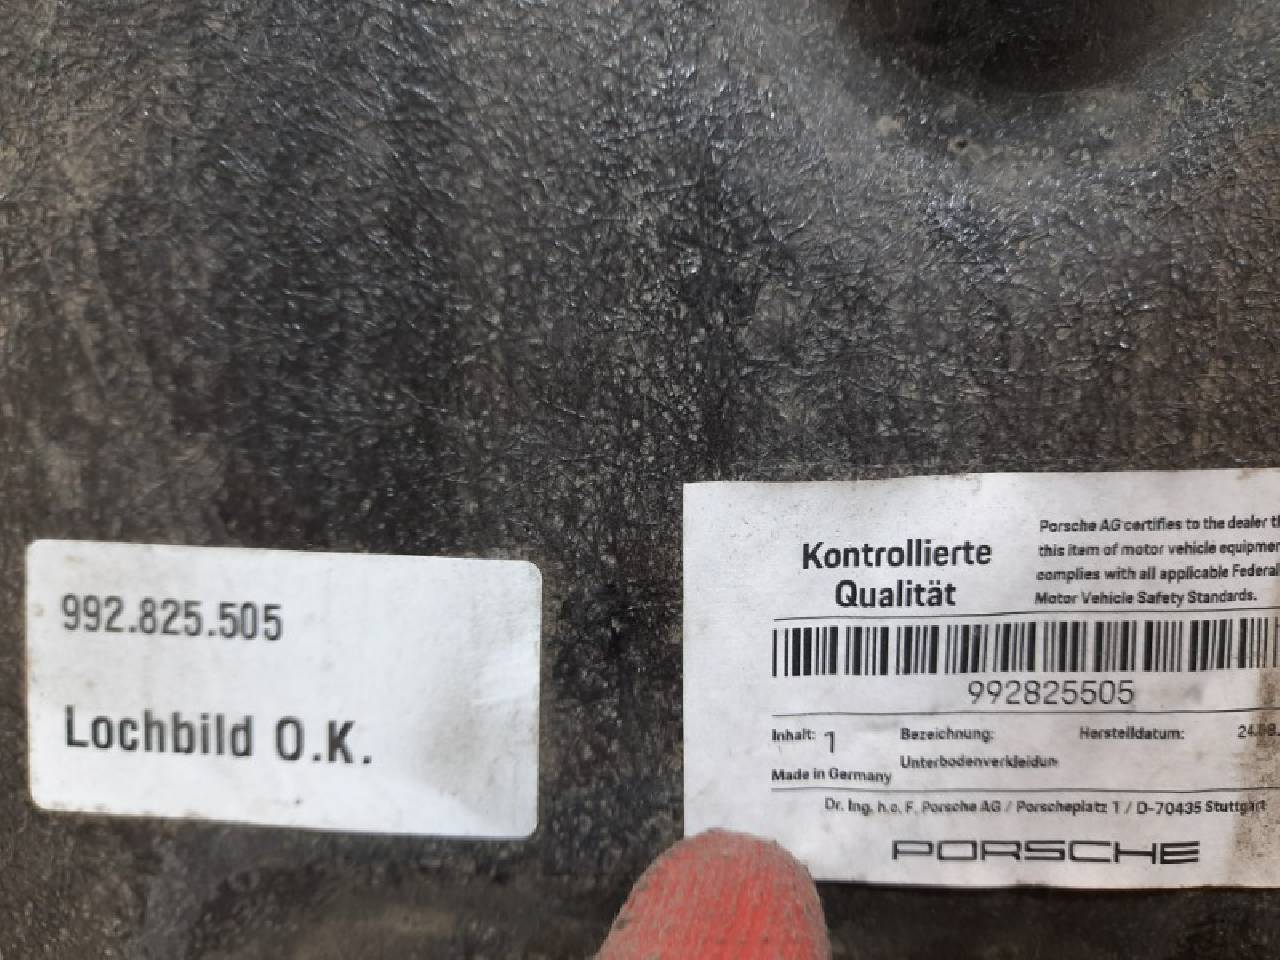 992.825.505
Lochbild O.K.
Kontrollierte
Qualität
Porsche AG certifies to the dealer
this item of motor vehicle
complies with all applicable Federal
Motor Vehicle Safety Standards.
992825505
Inhalt: 1
Bezeichnung:
Herstelldatum:
Unterbodenverkleidun
Made in Germany
Dr. Ing. h.c. F. Porsche AG / Porscheplatz 1 / D-70435 Stuttgart
PORSCHE